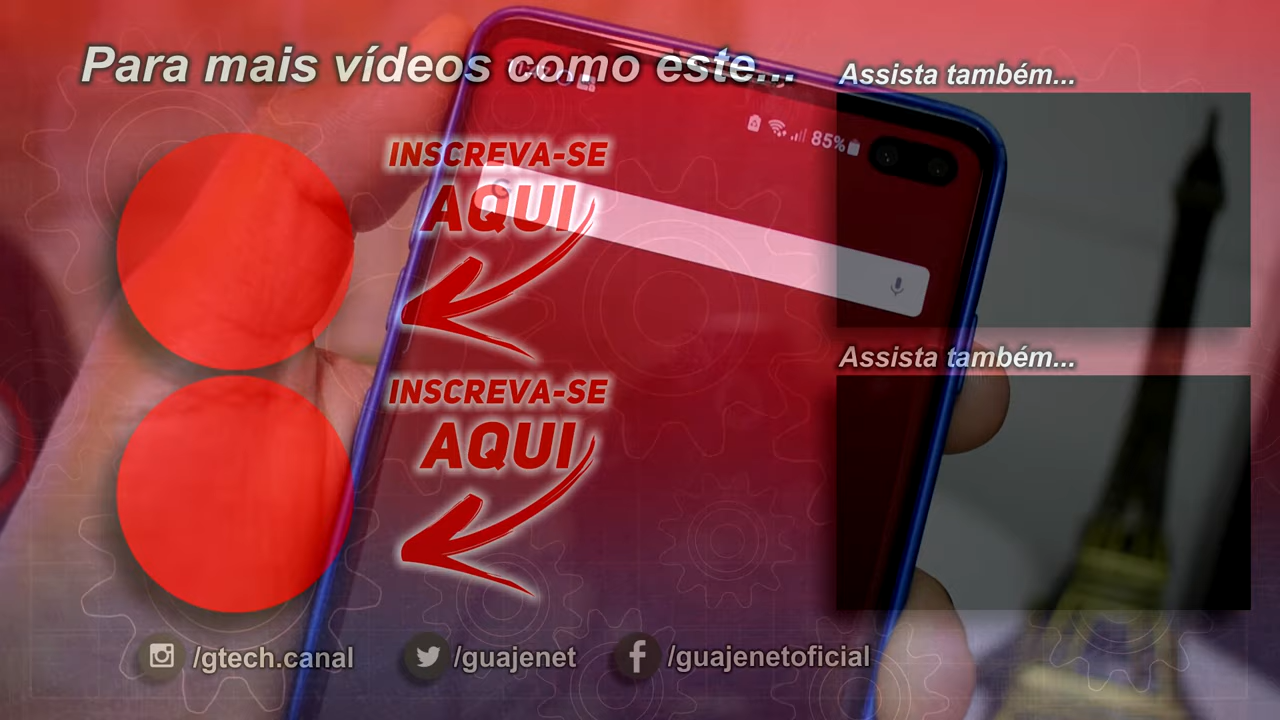 Para mais vídeos como este...
Assista também...
85%
INSCREVA-SE
AQUI
Assista também...
INSCREVA-SE
AQUI
/gtech.canal
/guajenet
/guajenetoficial